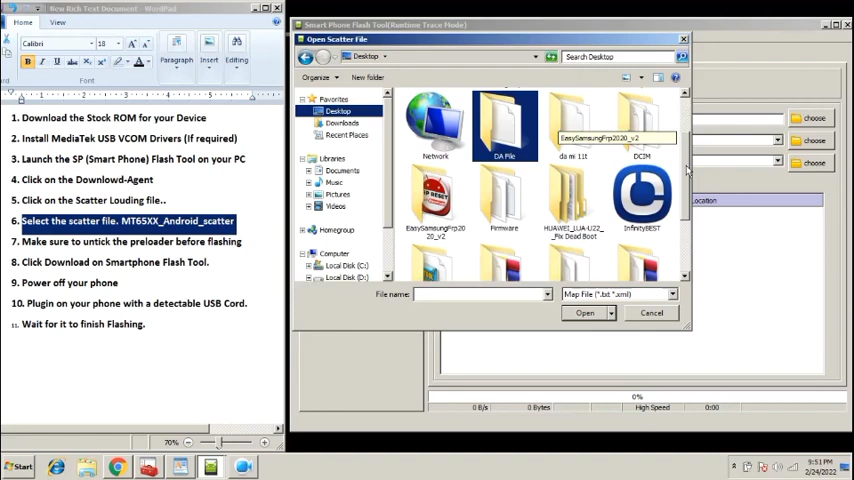 New Rich Text Document - WordPad
Home
View
Calibri
18
Paragraph
Insert
Editing
1. Download the Stock ROM for your Device
2. Install MediaTek USB VCOM Drivers (If required)
3. Launch the SP (Smart Phone) Flash Tool on your PC
4. Click on the Downlowd-Agent
5. Click on the Scatter Louding file..
6. Select the scatter file. MT65XX_Android_scatter
7. Make sure to untick the preloader before flashing
8. Click Download on Smartphone Flash Tool.
9. Power off your phone
10. Plugin on your phone with a detectable USB Cord.
11. Wait for it to finish Flashing.
70%
Smart Phone Flash Tool(Runtime Trace Mode)
Open Scatter File
Desktop
Search Desktop
Organize
New folder
Favorites
Desktop
Downloads
Recent Places
Libraries
Documents
Music
Pictures
Videos
Homegroup
Computer
Local Disk (C:)
Local Disk (D:)
Network
DA File
da mi 11t
DCIM
EasySamsungFrp2020_v2
EasySamsungFrp20
20_v2
Firmware
HUAWEI_LUA-U22_
_Fix Dead Boot
InfinityBEST
File name:
Map File (*.txt *.xml)
Open
Cancel
choose
choose
choose
Location
0%
0 B/s
0 Bytes
High Speed
0:00
Start
9:51 PM
2/24/2022